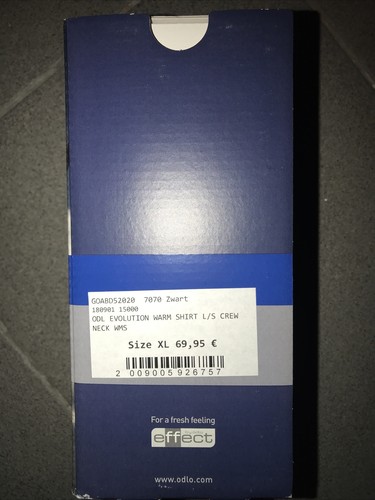 GOABD52020 7070 Zwart
180901 15000
ODL EVOLUTION WARM SHIRT L/S CREW
NECK WMS
Size XL 69,95 €
2 009005 926757
For a fresh feeling
effect
www.odlo.com